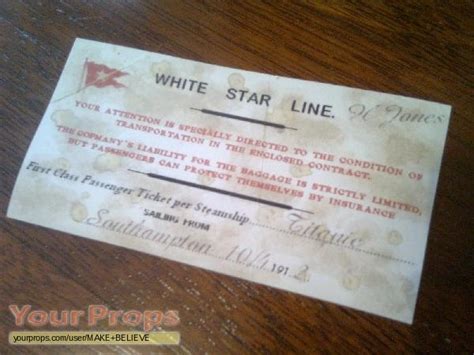 WHITE STAR LINE.
H Jones
YOUR ATTENTION IS SPECIALLY DIRECTED TO THE CONDITION OF
TRANSPORTATION IN THE ENCLOSED CONTRACT.
THE COPMANY'S LIABILITY FOR THE BAGGAGE IS STRICTLY LIMITED,
BUT PASSENGERS CAN PROTECT THEMSELVES BY INSURANCE
First Class Passenger Ticket per Steamship Titanic
SAILING FROM
Southampton 10/4 1912
Your Props
yourprops.com/user/MAKE+BELIEVE